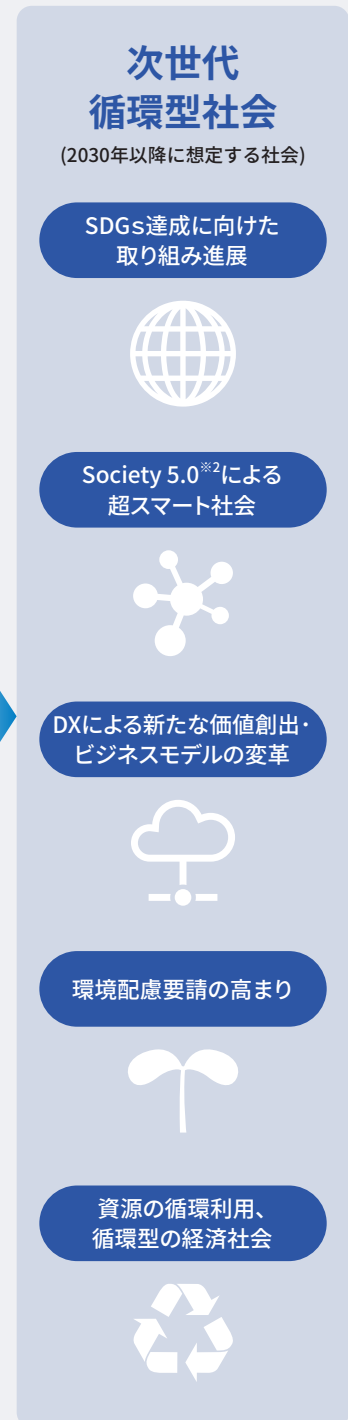 次世代
循環型社会
(2030年以降に想定する社会)
SDGs達成に向けた
取り組み進展
Society 5.0※2による
超スマート社会
DXによる新たな価値創出・
ビジネスモデルの変革
環境配慮要請の高まり
資源の循環利用、
循環型の経済社会